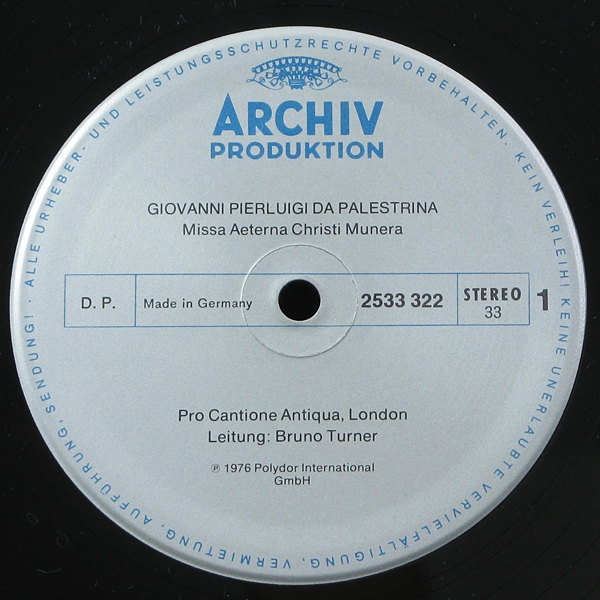 · ALLE URHEBER- UND LEISTUNGSSCHUTZRECHTE VORBEHALTEN. KEIN VERLEIH! KEINE UNERLAUBTE VERVIELFÄLTIGUNG, VERMIETUNG, AUFFÜHRUNG, SENDUNG!
ARCHIV
PRODUKTION
GIOVANNI PIERLUIGI DA PALESTRINA
Missa Aeterna Christi Munera
D. P. Made in Germany 2533 322 STEREO 33 1
Pro Cantione Antiqua, London
Leitung: Bruno Turner
℗ 1976 Polydor International
GmbH